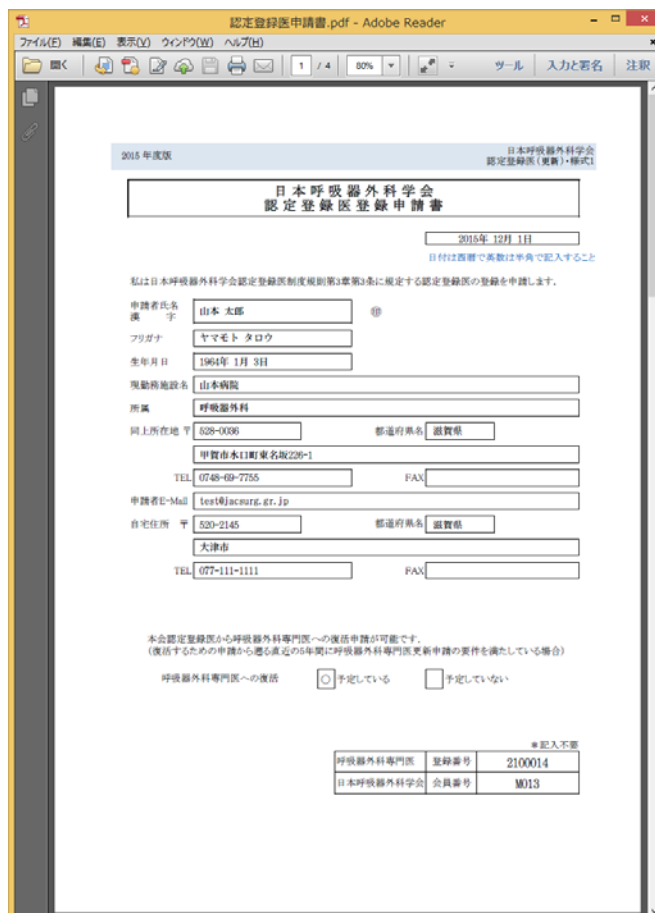 認定登録医申請書.pdf - Adobe Reader
ファイル(F) 編集(E) 表示(V) ウィンドウ(W) ヘルプ(H)
開く 1 / 4 80% ツール 入力と署名 注釈
2015 年度版
日本呼吸器外科学会
認定登録医(更新)・様式1
日本呼吸器外科学会
認定登録医登録申請書
2015年 12月 1日
日付は西暦で英数は半角で記入すること
私は日本呼吸器外科学会認定登録医制度規則第3章第3条に規定する認定登録医の登録を申請します.
申請者氏名
漢 字 山本 太郎 ㊞
フリガナ ヤマモト タロウ
生年月日 1964年 1月 3日
現勤務施設名 山本病院
所属 呼吸器外科
同上所在地 〒 528-0036 都道府県名 滋賀県
甲賀市水口町東名坂226-1
TEL 0748-69-7755 FAX
申請者E-Mail test@jacsurg.gr.jp
自宅住所 〒 520-2145 都道府県名 滋賀県
大津市
TEL 077-111-1111 FAX
本会認定登録医から呼吸器外科専門医への復活申請が可能です.
(復活するための申請から遡る直近の5年間に呼吸器外科専門医更新申請の要件を満たしている場合)
呼吸器外科専門医への復活 ○ 予定している 予定していない
*記入不要
呼吸器外科専門医 登録番号 2100014
日本呼吸器外科学会 会員番号 M013